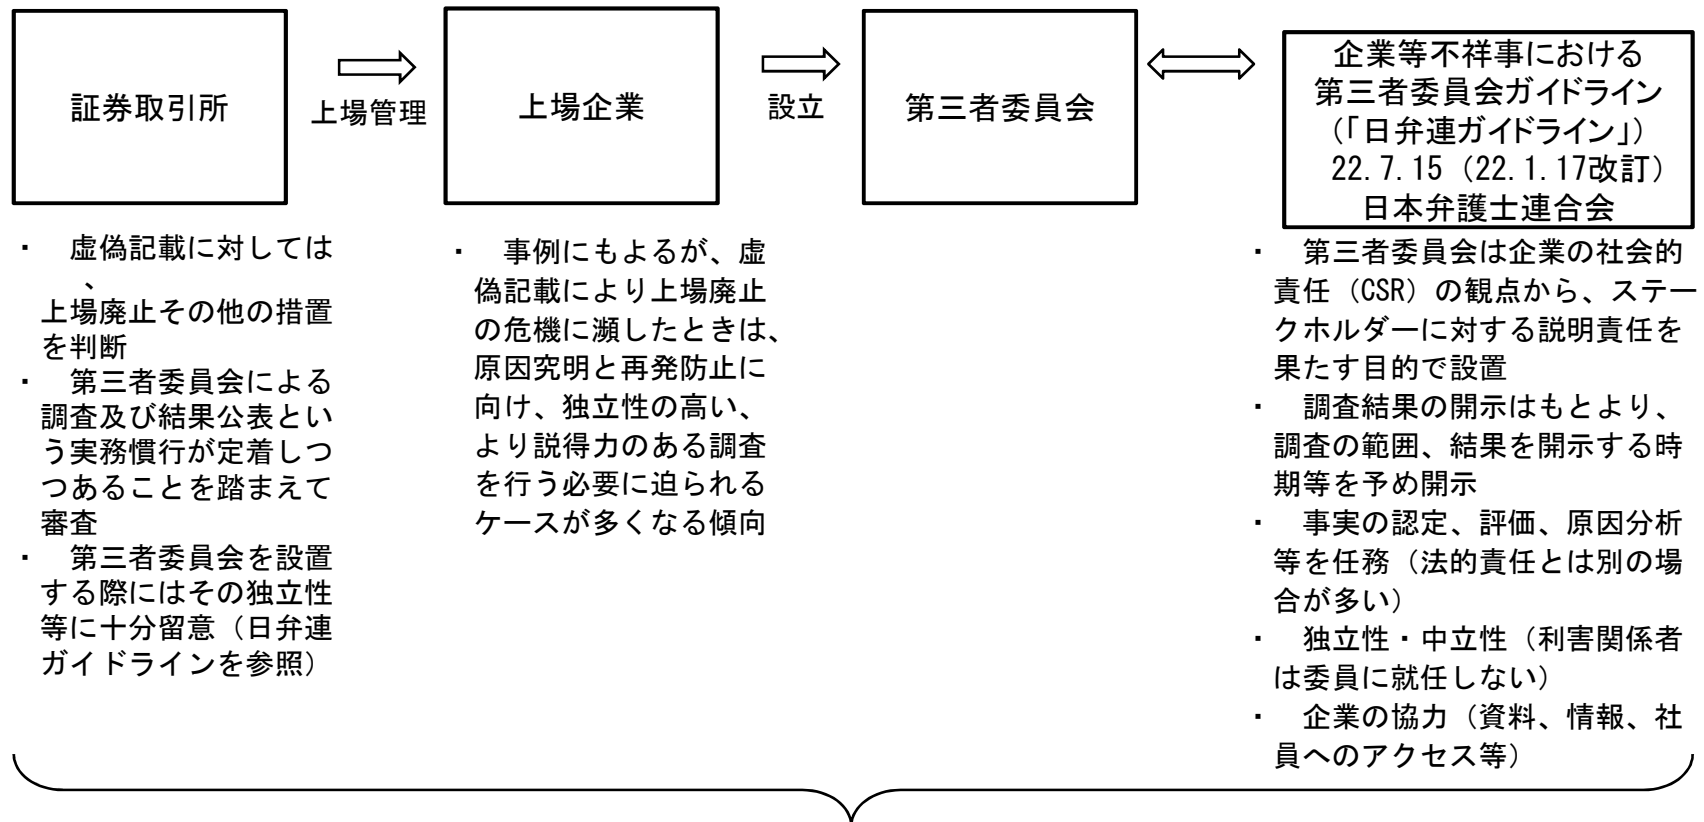 証券取引所
上場管理
上場企業
設立
第三者委員会
企業等不祥事における
第三者委員会ガイドライン
（「日弁連ガイドライン」）
22.7.15（22.1.17改訂）
日本弁護士連合会
・　虚偽記載に対しては
、
上場廃止その他の措置
を判断
・　第三者委員会による
調査及び結果公表とい
う実務慣行が定着しつ
つあることを踏まえて
審査
・　第三者委員会を設置
する際にはその独立性
等に十分留意（日弁連
ガイドラインを参照）
・　事例にもよるが、虚
偽記載により上場廃止
の危機に瀕したときは、
原因究明と再発防止に
向け、独立性の高い、
より説得力のある調査
を行う必要に迫られる
ケースが多くなる傾向
・　第三者委員会は企業の社会的
責任（CSR）の観点から、ステー
クホルダーに対する説明責任を
果たす目的で設置
・　調査結果の開示はもとより、
調査の範囲、結果を開示する時
期等を予め開示
・　事実の認定、評価、原因分析
等を任務（法的責任とは別の場
合が多い）
・　独立性・中立性（利害関係者
は委員に就任しない）
・　企業の協力（資料、情報、社
員へのアクセス等）